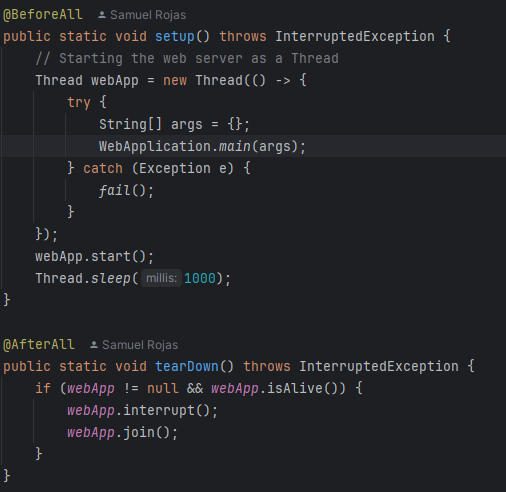 @BeforeAll  Samuel Rojas
public static void setup() throws InterruptedException {
    // Starting the web server as a Thread
    Thread webApp = new Thread(() -> {
        try {
            String[] args = {};
            WebApplication.main(args);
        } catch (Exception e) {
            fail();
        }
    });
    webApp.start();
    Thread.sleep( millis: 1000);
}

@AfterAll  Samuel Rojas
public static void tearDown() throws InterruptedException {
    if (webApp != null && webApp.isAlive()) {
        webApp.interrupt();
        webApp.join();
    }
}